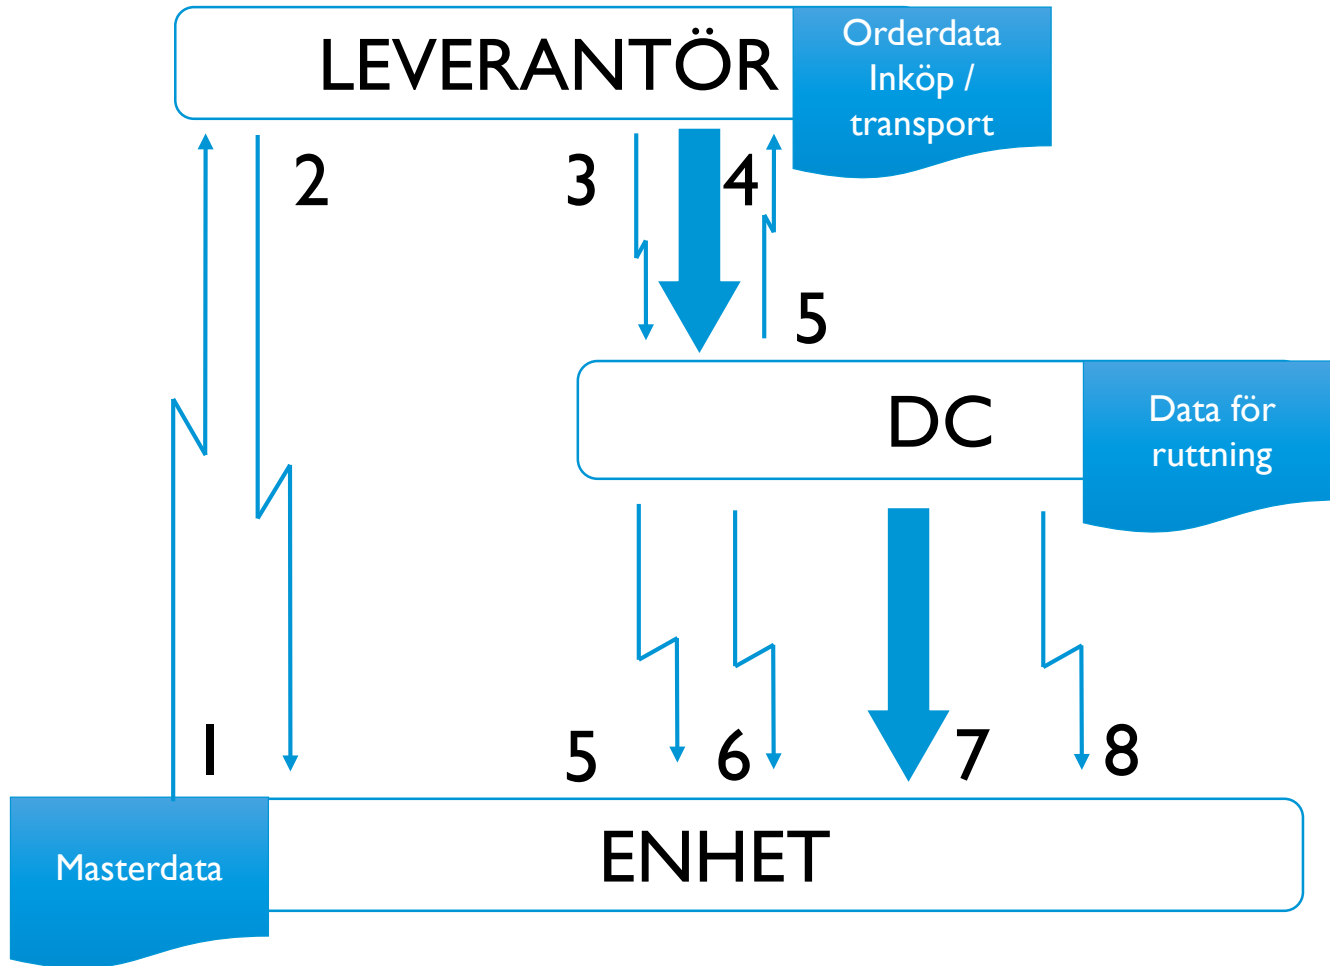 LEVERANTÖR
Orderdata
Inköp /
transport
2
3
4
5
DC
Data för
ruttning
1
5
6
7
8
Masterdata
ENHET